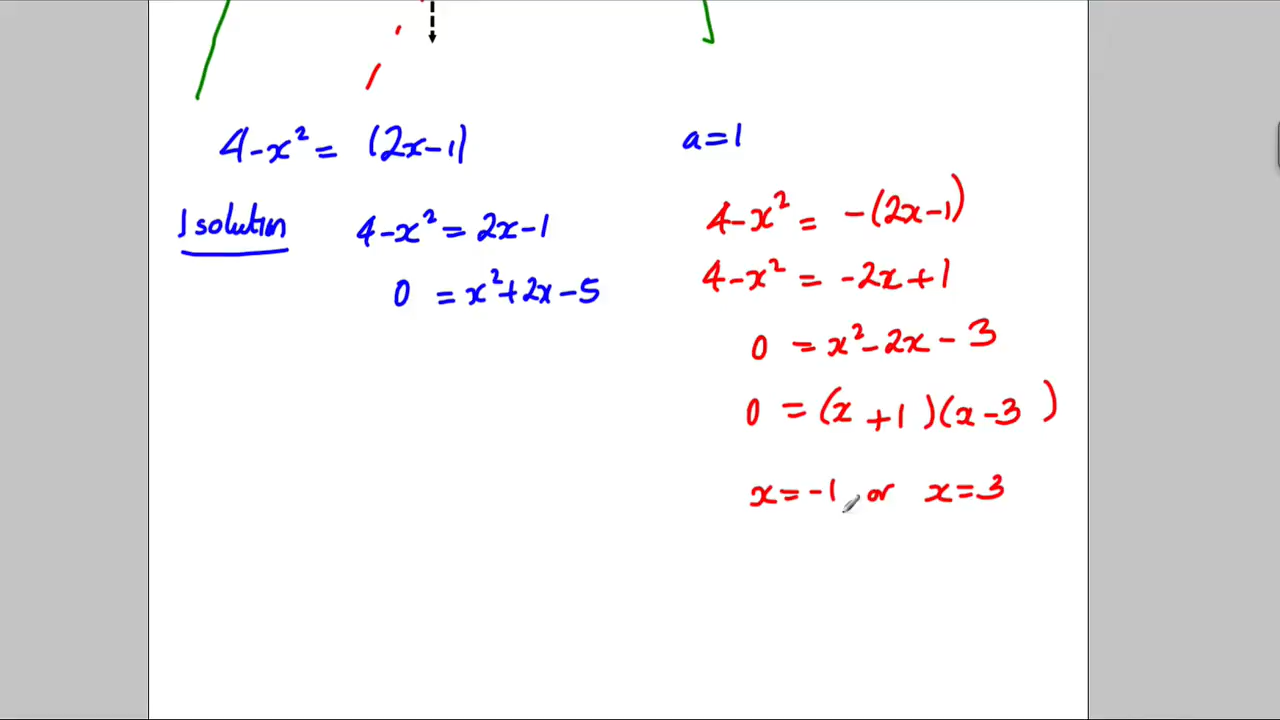 4-x² = (2x-1)
1 solution 4-x² = 2x-1
0 = x²+2x-5
a=1
4-x² = -(2x-1)
4-x² = -2x+1
0 = x²-2x-3
0 = (x+1)(x-3)
x=-1 or x=3